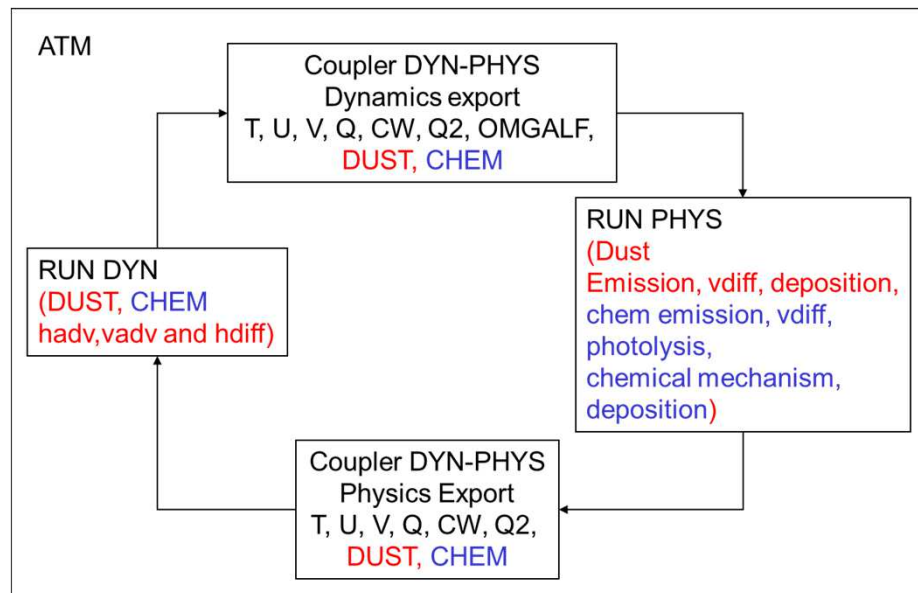 ATM
Coupler DYN-PHYS
Dynamics export
T, U, V, Q, CW, Q2, OMGALF,
DUST, CHEM
RUN PHYS
(Dust
Emission, vdiff, deposition,
chem emission, vdiff,
photolysis,
chemical mechanism,
deposition)
Coupler DYN-PHYS
Physics Export
T, U, V, Q, CW, Q2,
DUST, CHEM
RUN DYN
(DUST, CHEM
hadv,vadv and hdiff)